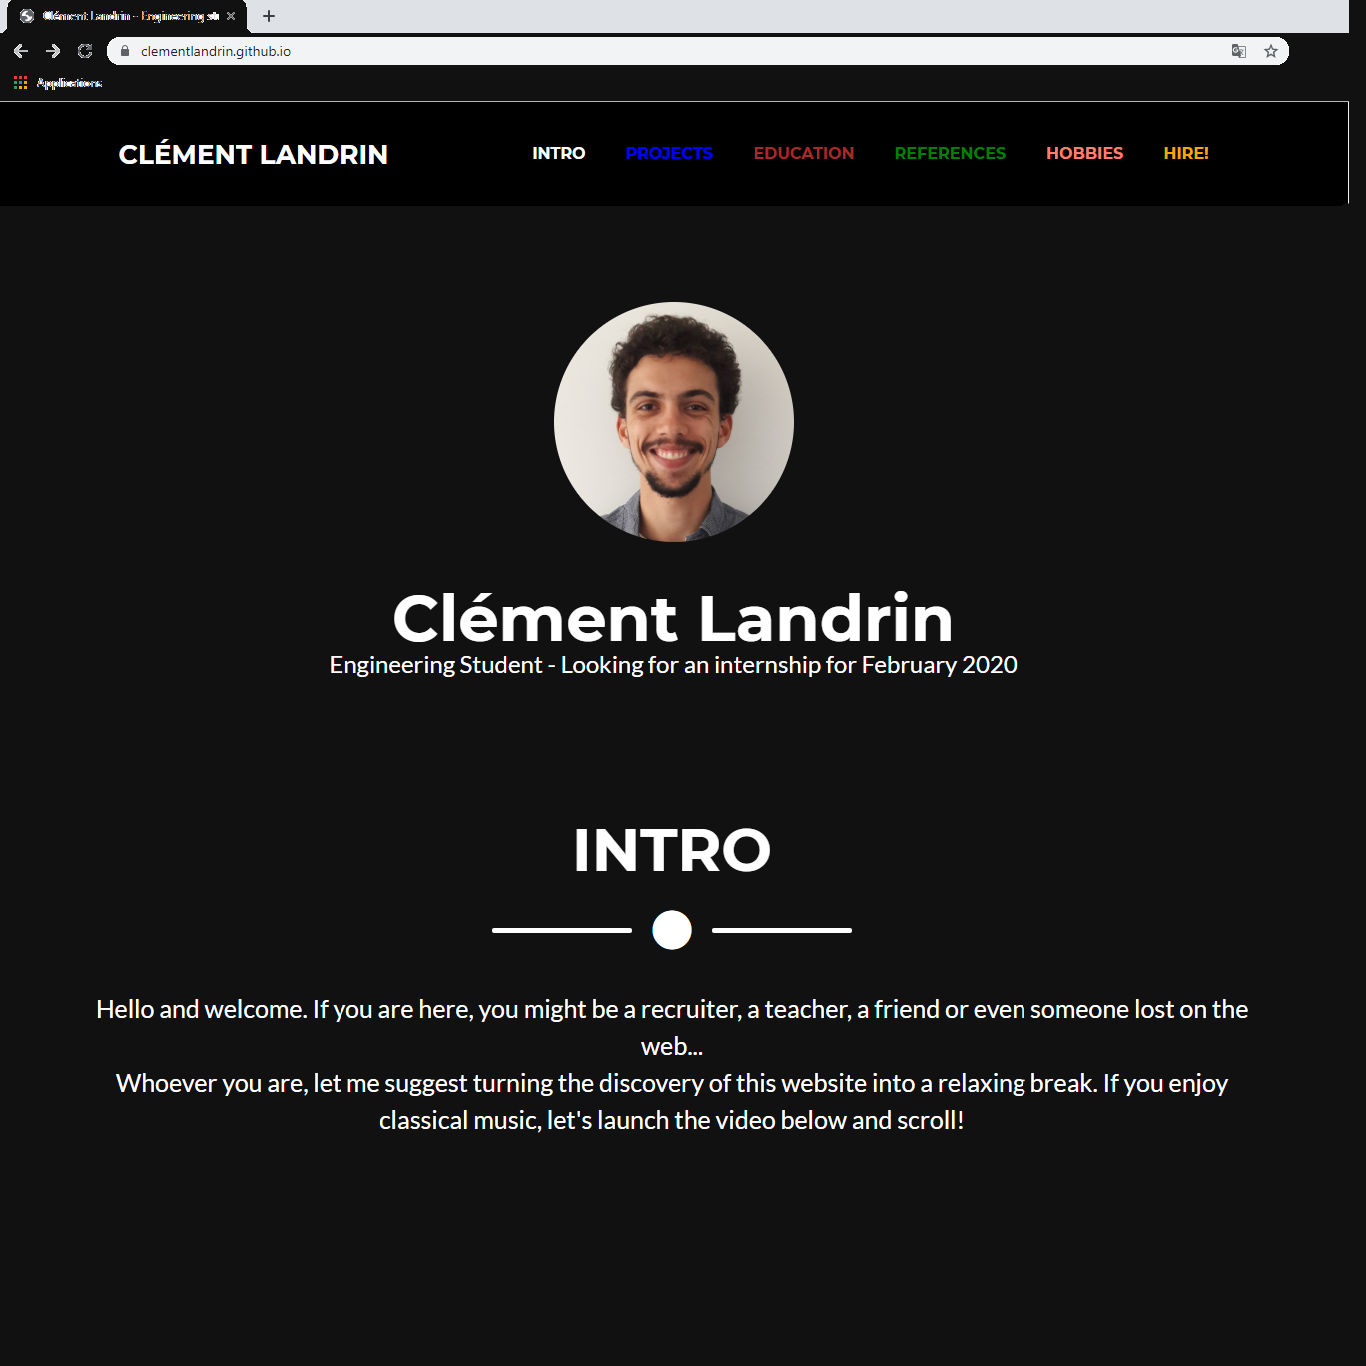 Clément Landrin - Engineering st
clementlandrin.github.io
Applications
CLÉMENT LANDRIN
INTRO PROJECTS EDUCATION REFERENCES HOBBIES HIRE!
Clément Landrin
Engineering Student - Looking for an internship for February 2020
INTRO
Hello and welcome. If you are here, you might be a recruiter, a teacher, a friend or even someone lost on the
web...
Whoever you are, let me suggest turning the discovery of this website into a relaxing break. If you enjoy
classical music, let's launch the video below and scroll!